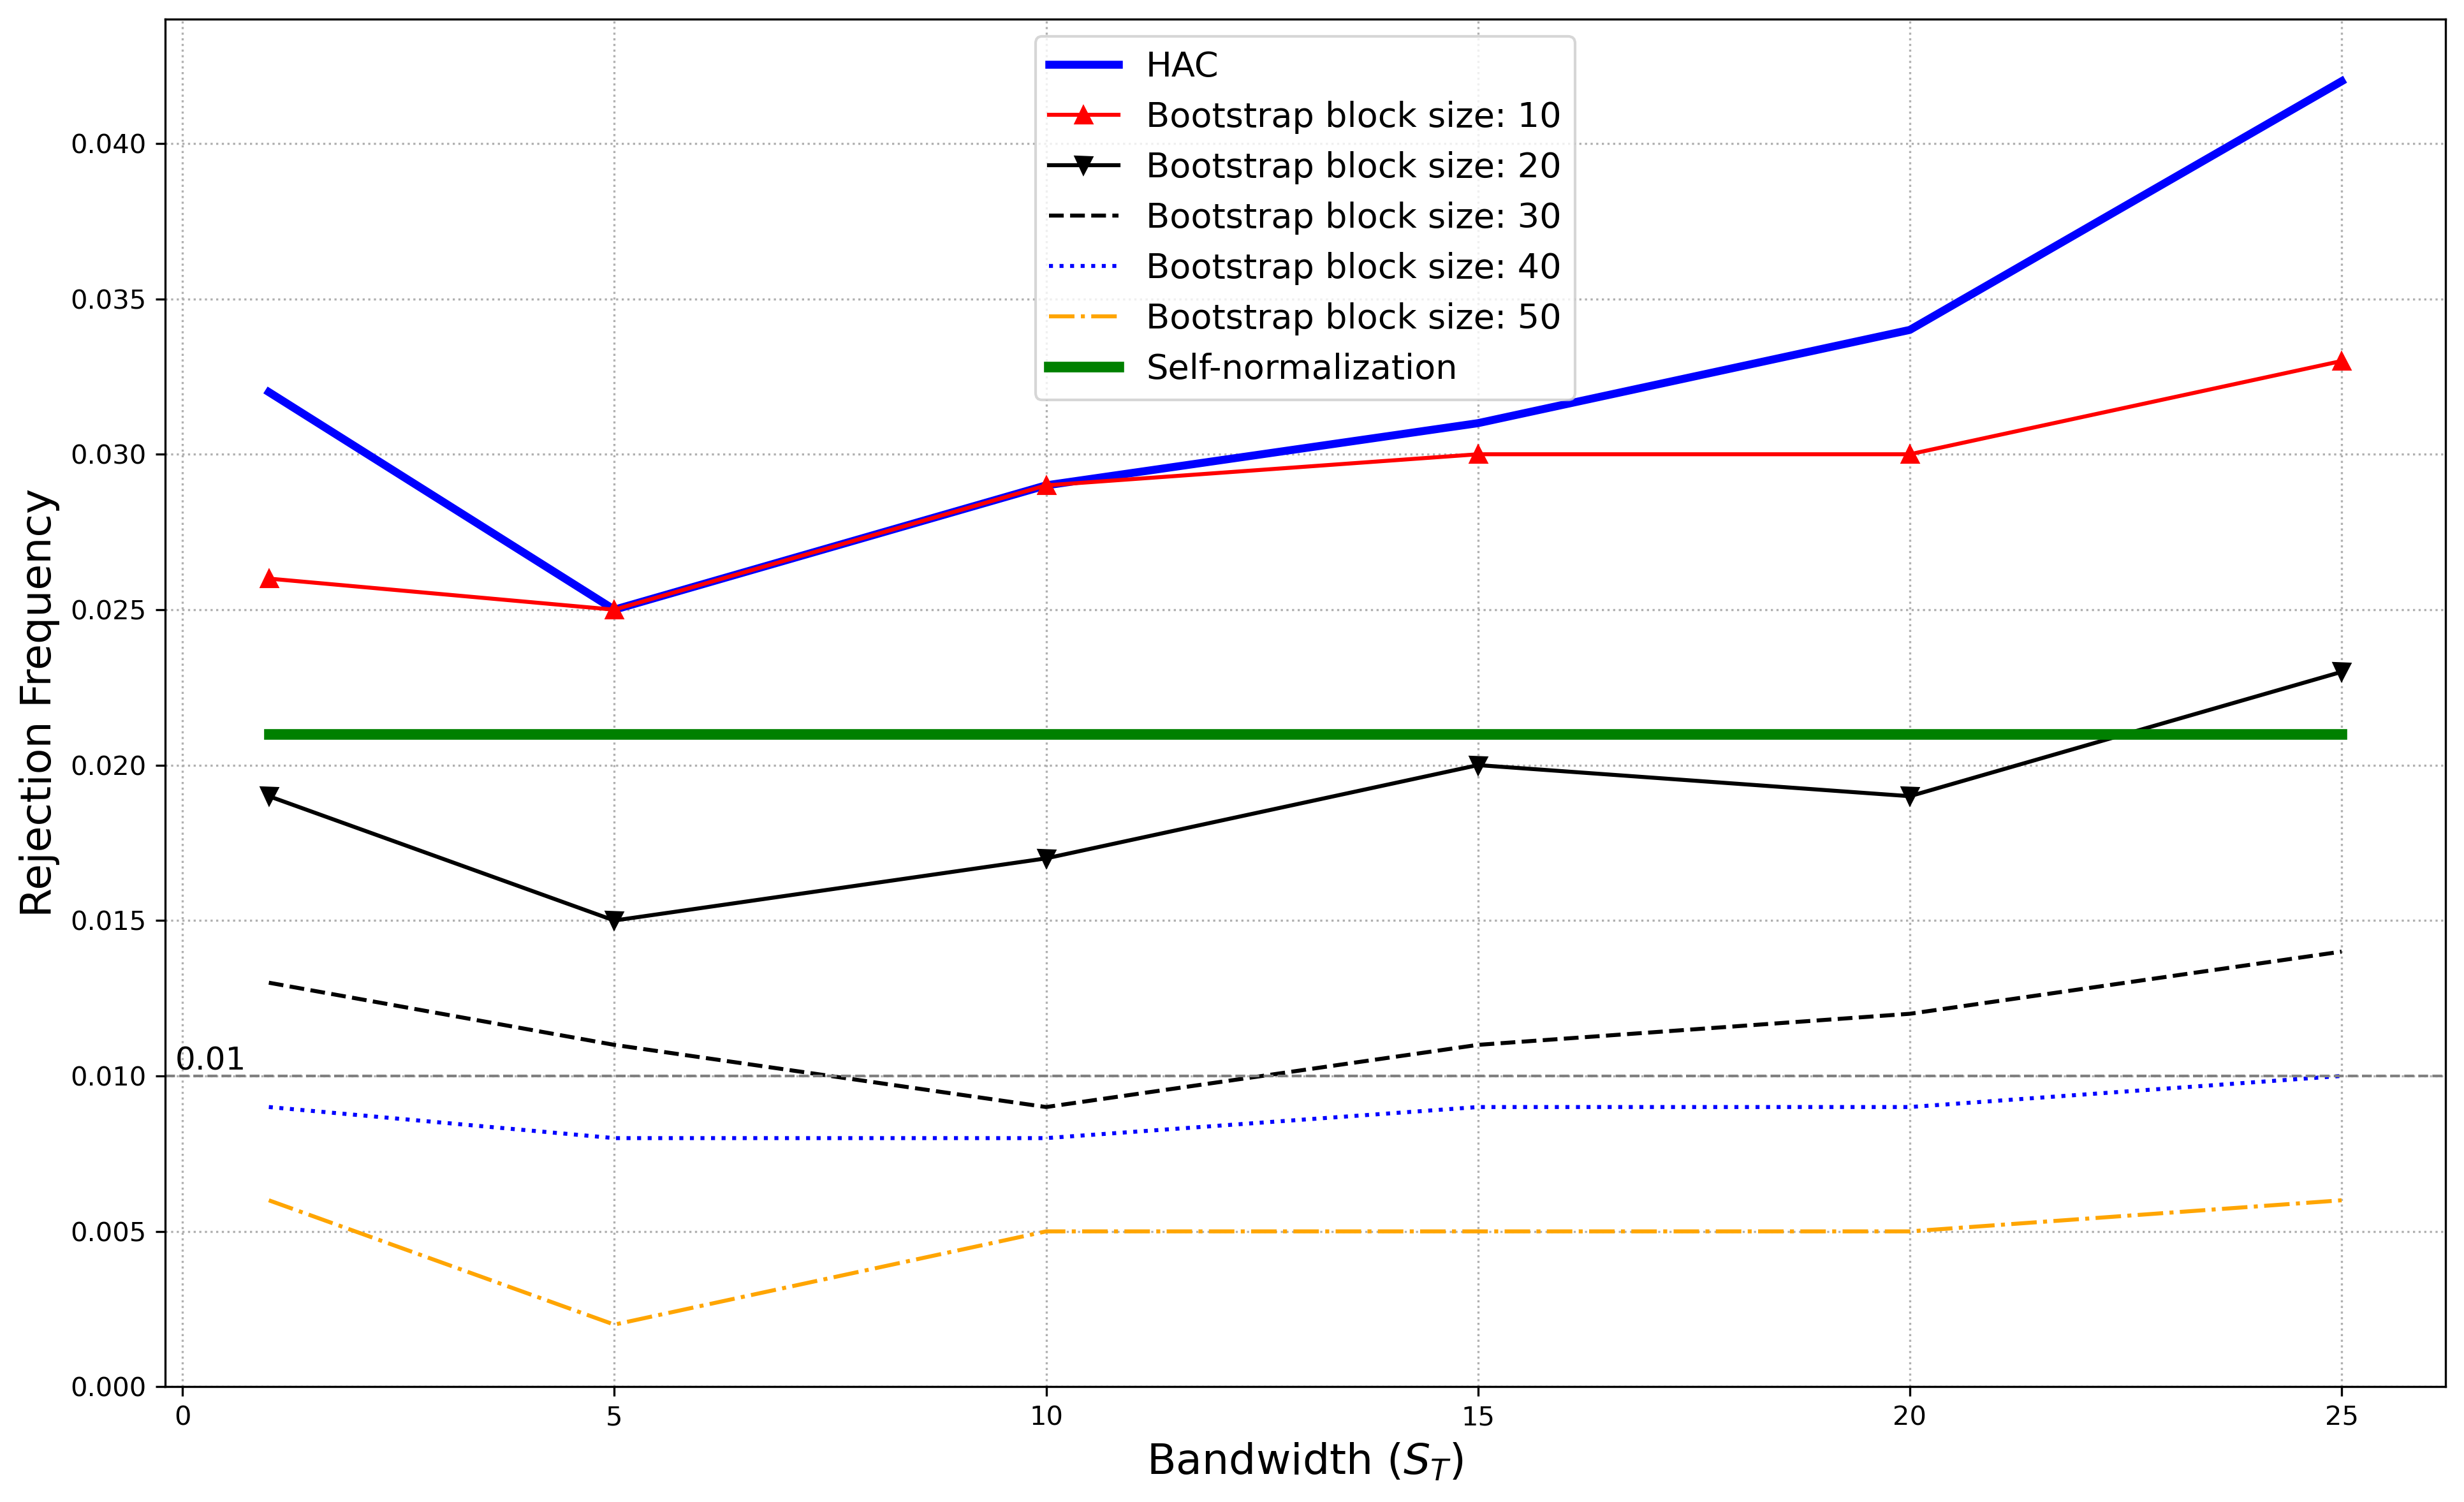 HAC
Bootstrap block size: 10
Bootstrap block size: 20
Bootstrap block size: 30
Bootstrap block size: 40
Bootstrap block size: 50
Self-normalization
Rejection Frequency
0.040
0.035
0.030
0.025
0.020
0.015
0.010
0.005
0.000
0.01
0 5 10 15 20 25
Bandwidth (S_T)